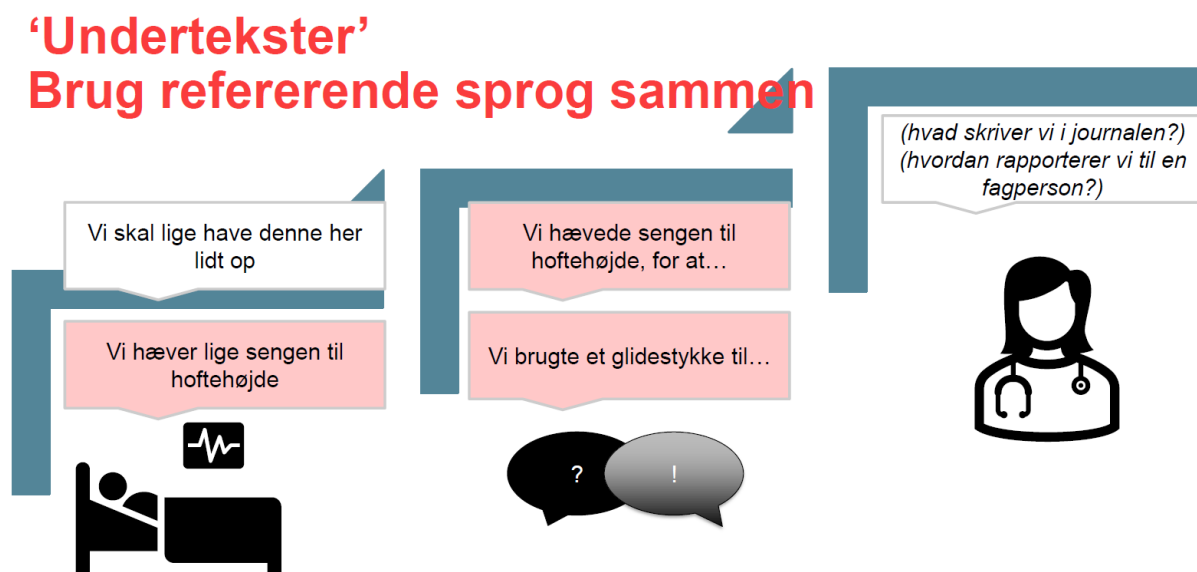 ‘Undertekster’
Brug refererende sprog sammen
Vi skal lige have denne her
lidt op
Vi hæver lige sengen til
hoftehøjde
Vi hævede sengen til
hoftehøjde, for at…
Vi brugte et glidestykke til…
?
!
(hvad skriver vi i journalen?)
(hvordan rapporterer vi til en
fagperson?)